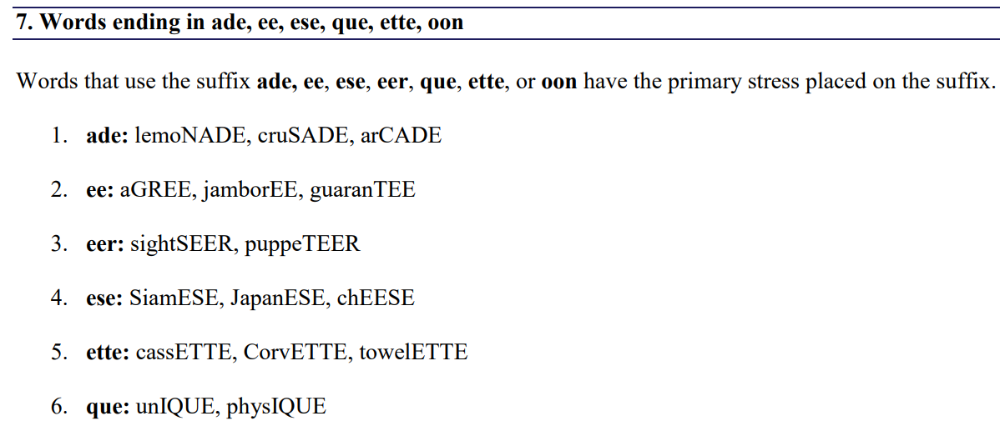 7. Words ending in ade, ee, ese, que, ette, oon
Words that use the suffix ade, ee, ese, eer, que, ette, or oon have the primary stress placed on the suffix.
1. ade: lemoNADE, cruSADE, arCADE
2. ee: aGREE, jamborEE, guaranTEE
3. eer: sightSEER, puppeTEER
4. ese: SiamESE, JapanESE, chEESE
5. ette: cassETTE, CorvETTE, towelETTE
6. que: unIQUE, physIQUE